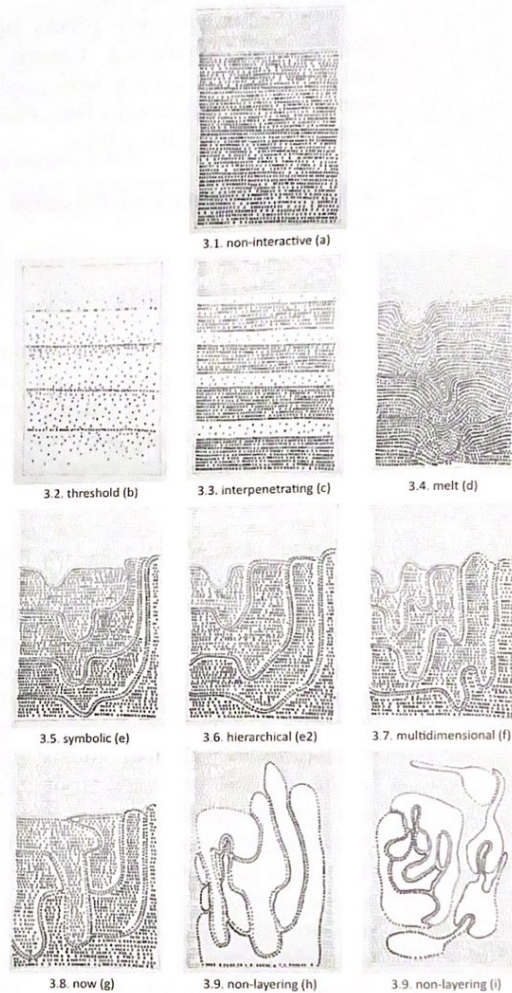 3.1. non-interactive (a)
3.2. threshold (b)
3.3. interpenetrating (c)
3.4. melt (d)
3.5. symbolic (e)
3.6. hierarchical (e2)
3.7. multidimensional (f)
3.8. now (g)
3.9. non-layering (h)
3.9. non-layering (i)